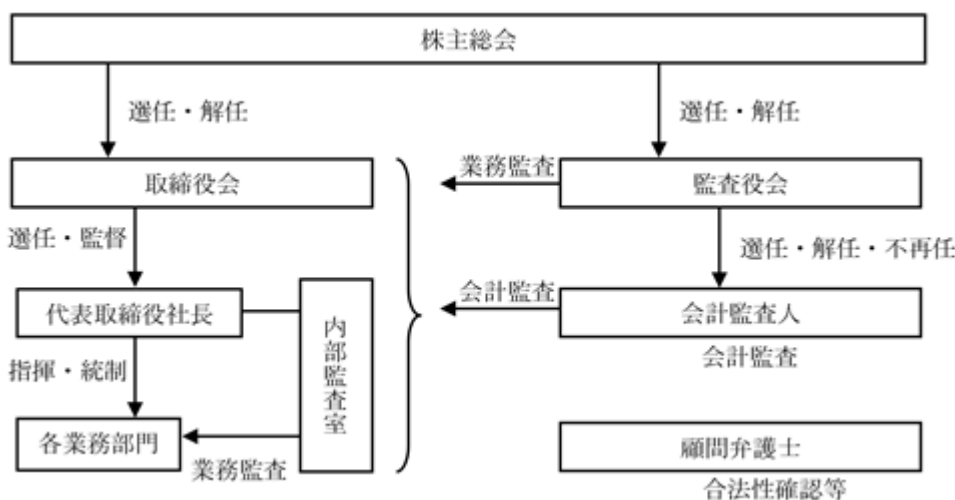 株主総会
選任・解任
選任・解任
取締役会
業務監査
監査役会
選任・監督
選任・解任・不再任
代表取締役社長
内部監査室
会計監査
会計監査人
会計監査
指揮・統制
各業務部門
業務監査
顧問弁護士
合法性確認等